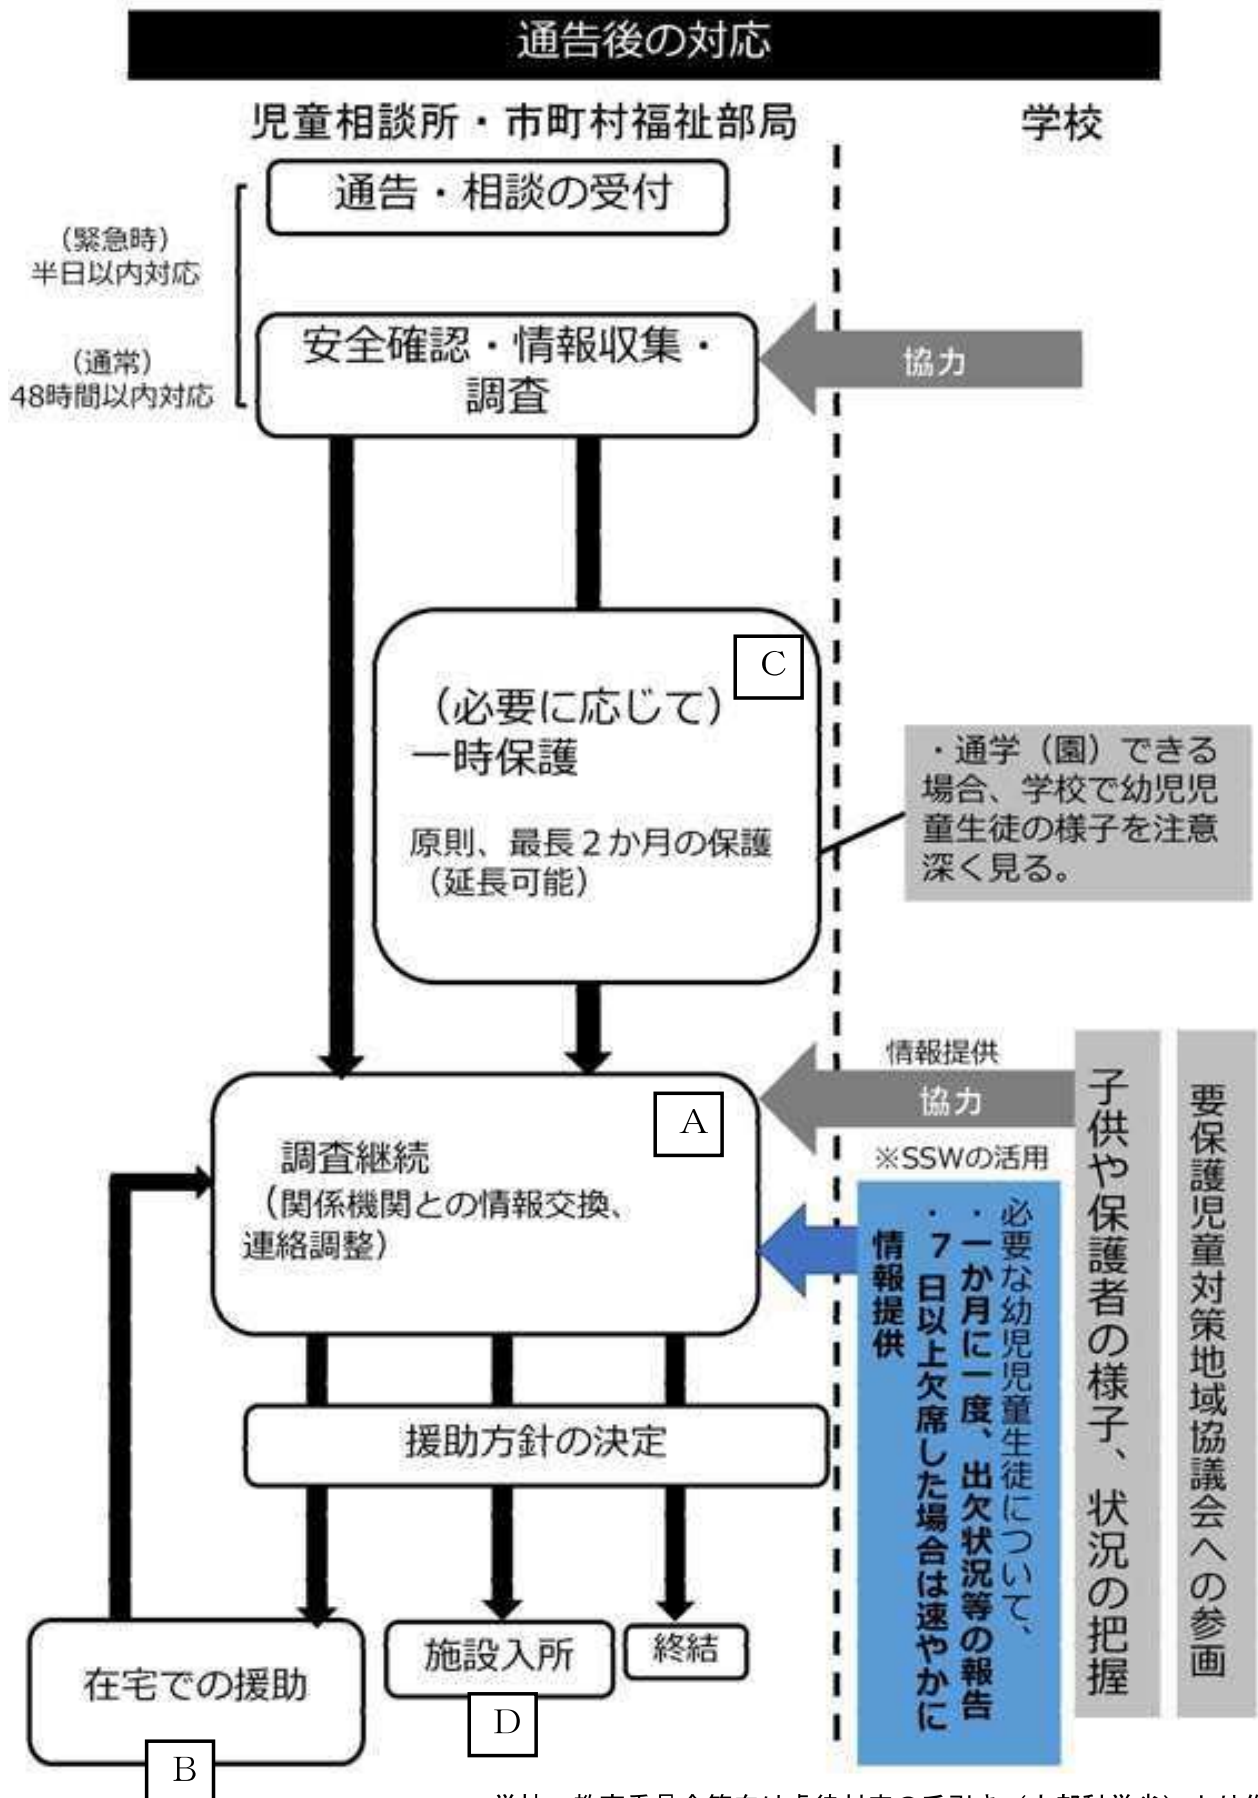 通告後の対応
児童相談所・市町村福祉部局
学校
通告・相談の受付
(緊急時)
半日以内対応
(通常)
48時間以内対応
安全確認・情報収集・
調査
協力
C
(必要に応じて)
一時保護
原則、最長2か月の保護
(延長可能)
・通学(園)できる
場合、学校で幼児児
童生徒の様子を注意
深く見る。
A
調査継続
(関係機関との情報交換、
連絡調整)
情報提供
協力
※SSWの活用
必要な幼児児童生徒について、
・一か月に一度、出欠状況等の報告
・7日以上欠席した場合は速やかに
情報提供
子供や保護者の様子、状況の把握
要保護児童対策地域協議会への参画
援助方針の決定
在宅での援助
施設入所
終結
D
B